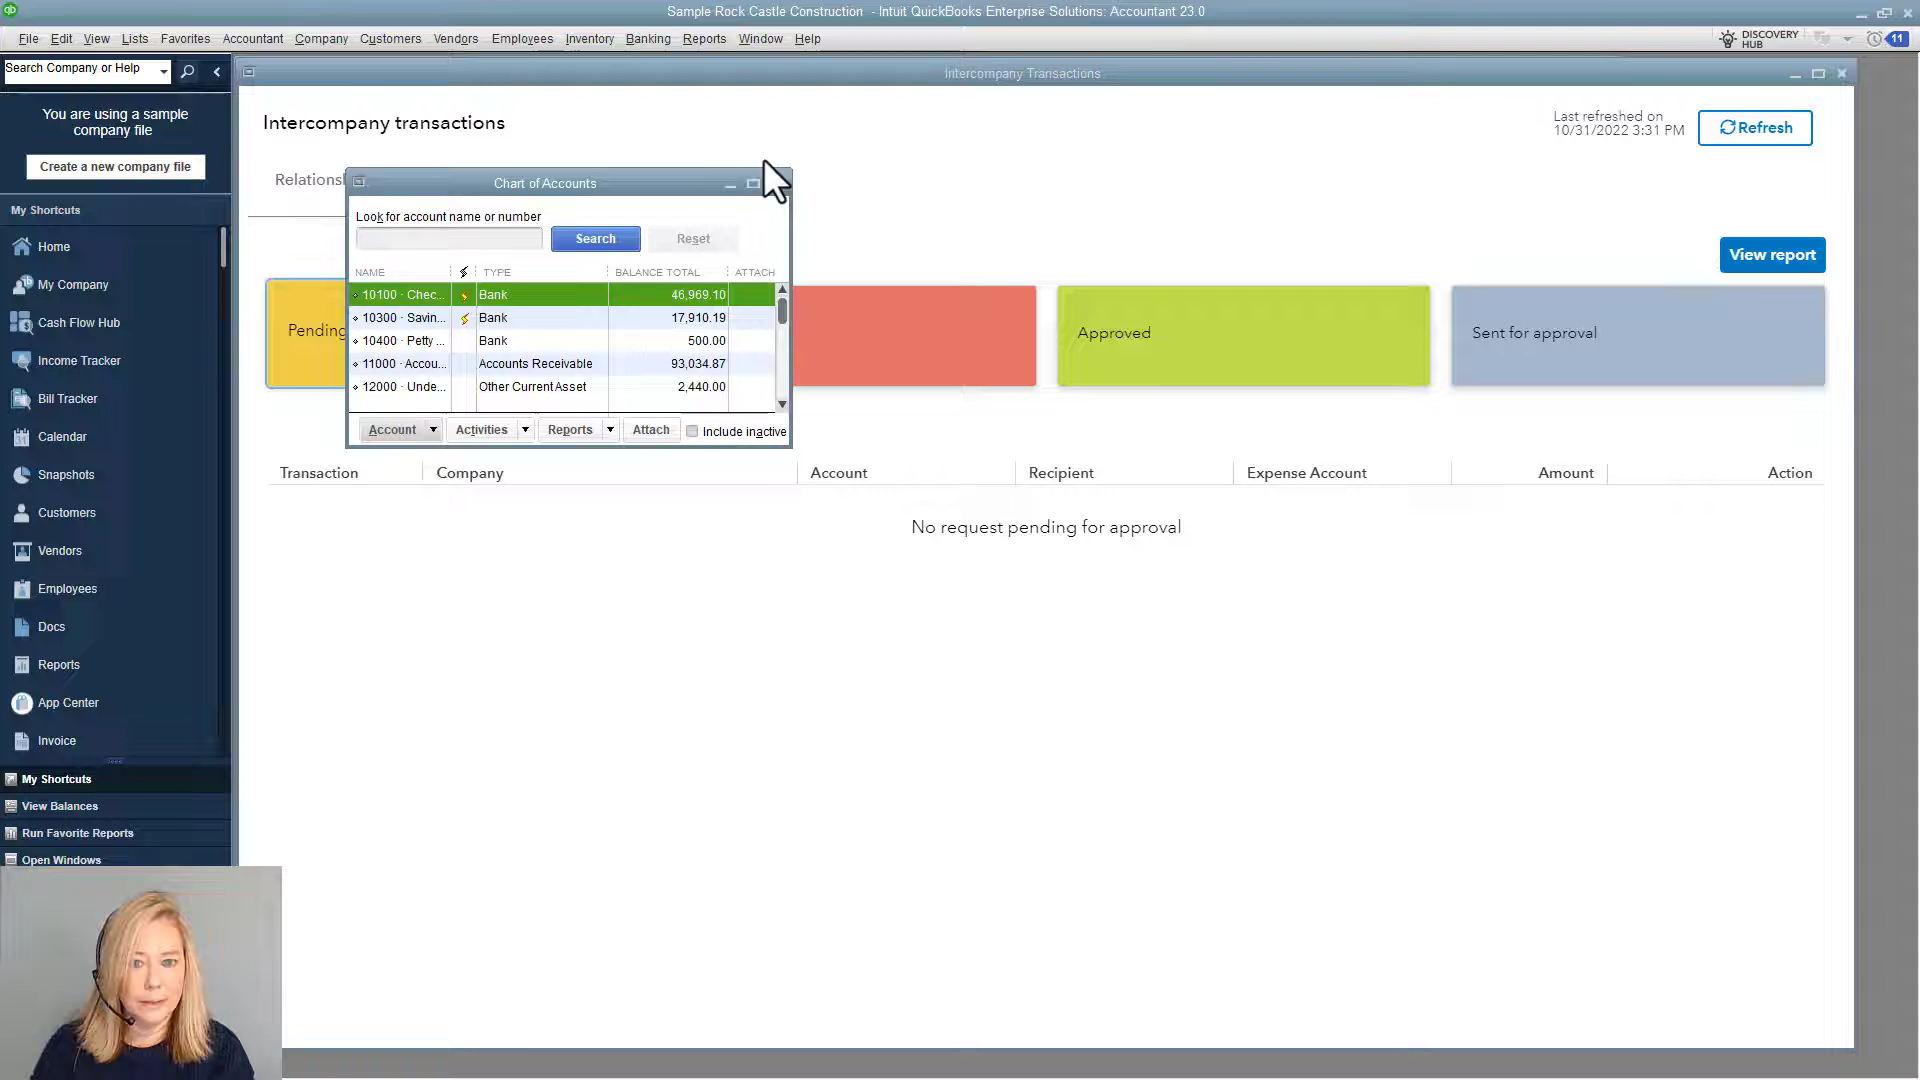 Sample Rock Castle Construction - Intuit QuickBooks Enterprise Solutions: Accountant 23.0
File Edit View Lists Favorites Accountant Company Customers Vendors Employees Inventory Banking Reports Window Help
DISCOVERY
HUB
11
Search Company or Help
Intercompany Transactions
You are using a sample
company file
Create a new company file
My Shortcuts
Home
My Company
Cash Flow Hub
Income Tracker
Bill Tracker
Calendar
Snapshots
Customers
Vendors
Employees
Docs
Reports
App Center
Invoice
My Shortcuts
View Balances
Run Favorite Reports
Open Windows
Intercompany transactions
Last refreshed on
10/31/2022 3:31 PM
Refresh
Relationsh
View report
Pending
Approved
Sent for approval
Chart of Accounts
Look for account name or number
Search Reset
NAME TYPE BALANCE TOTAL ATTACH
10100 · Chec... Bank 46,969.10
10300 · Savin... Bank 17,910.19
10400 · Petty ... Bank 500.00
11000 · Accou... Accounts Receivable 93,034.87
12000 · Unde... Other Current Asset 2,440.00
Account Activities Reports Attach Include inactive
Transaction Company Account Recipient Expense Account Amount Action
No request pending for approval